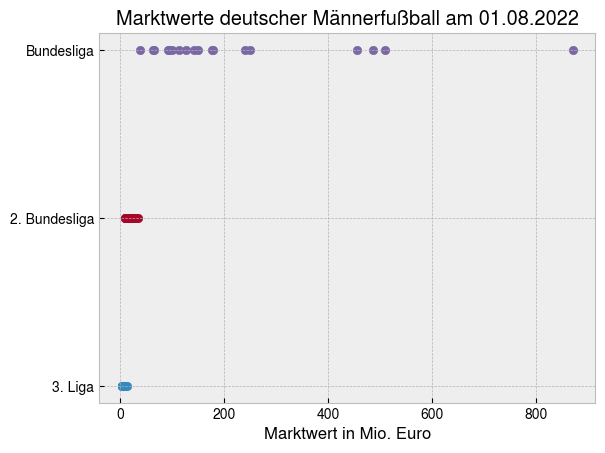 Marktwerte deutscher Männerfußball am 01.08.2022
Bundesliga
2. Bundesliga
3. Liga
0 200 400 600 800
Marktwert in Mio. Euro